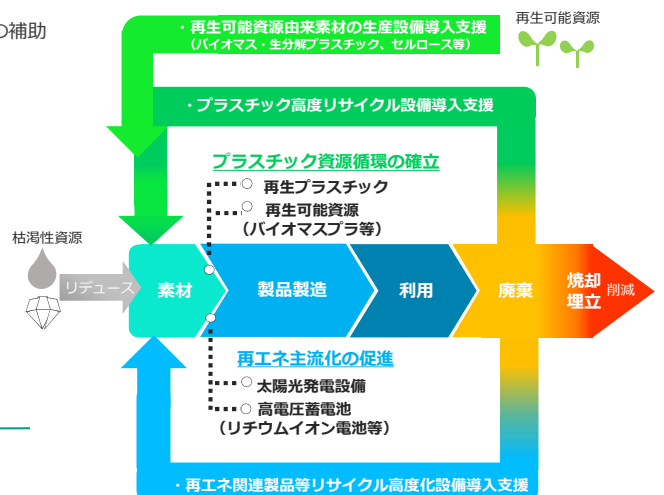 の補助
・再生可能資源由来素材の生産設備導入支援
（バイオマス・生分解プラスチック、セルロース等）
再生可能資源
・プラスチック高度リサイクル設備導入支援
プラスチック資源循環の確立
再生プラスチック
再生可能資源
（バイオマスプラ等）
枯渇性資源
リデュース
素材
製品製造
利用
廃棄
焼却
埋立
削減
再エネ主流化の促進
太陽光発電設備
高電圧蓄電池
（リチウムイオン電池等）
・再エネ関連製品等リサイクル高度化設備導入支援